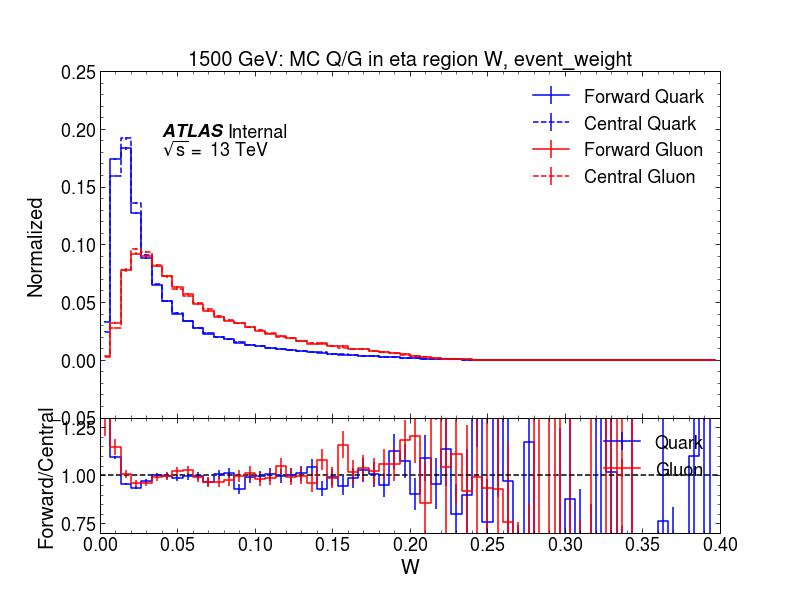 1500 GeV: MC Q/G in eta region W, event_weight
0.25
0.20
0.15
0.10
0.05
0.00
0.05
Normalized
ATLAS Internal
√s = 13 TeV
Forward Quark
Central Quark
Forward Gluon
Central Gluon
1.25
1.00
0.75
Forward/Central
Quark
Gluon
0.00 0.05 0.10 0.15 0.20 0.25 0.30 0.35 0.40
W